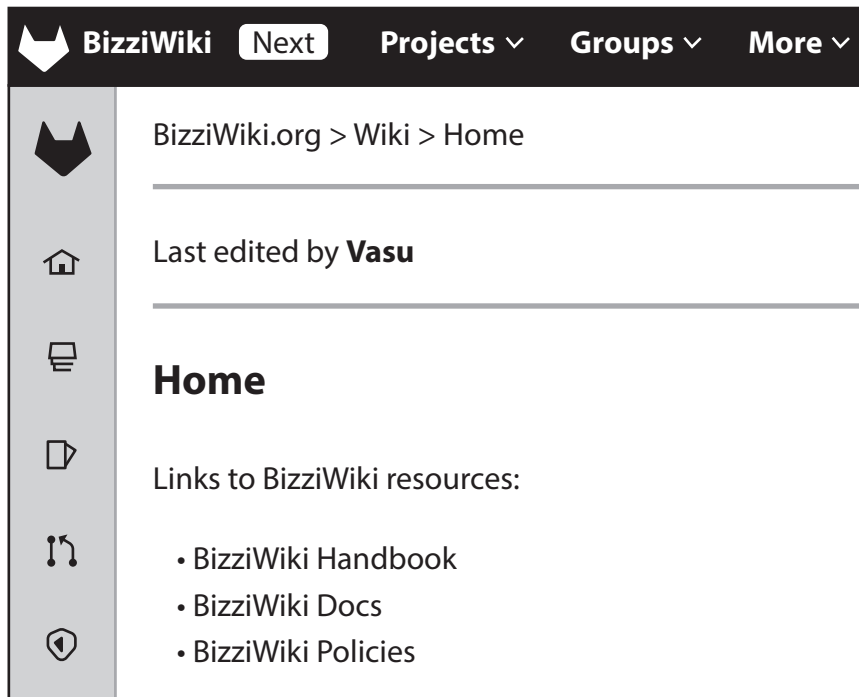 BizziWiki Next Projects Groups More
BizziWiki.org > Wiki > Home
Last edited by Vasu
Home
Links to BizziWiki resources:
• BizziWiki Handbook
• BizziWiki Docs
• BizziWiki Policies